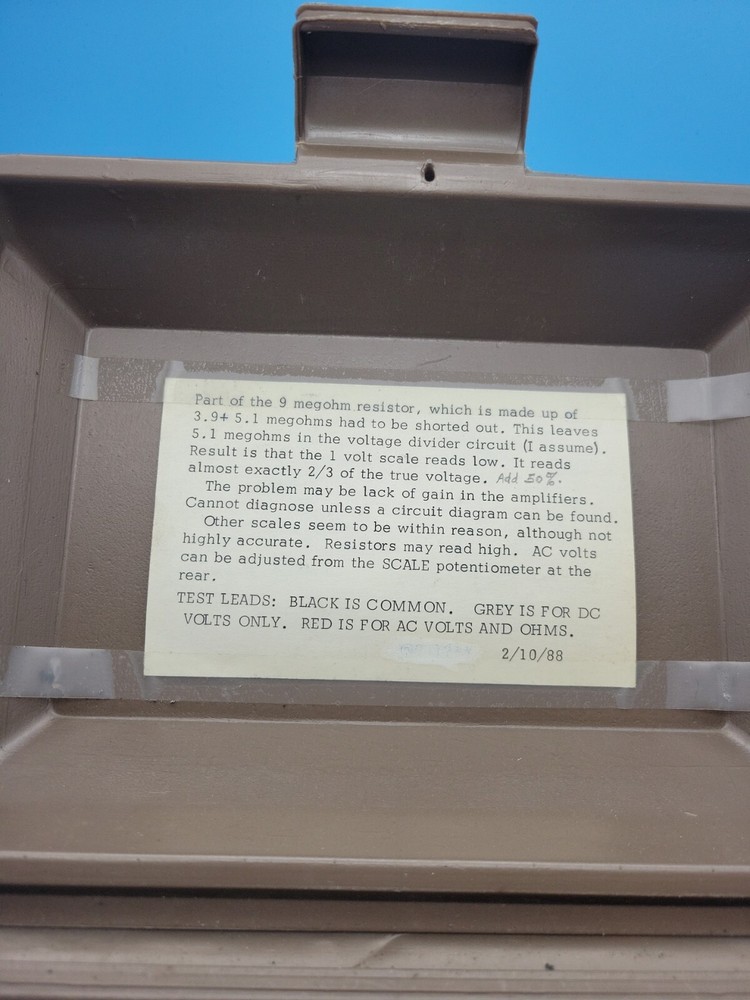 Part of the 9 megohm resistor, which is made up of
3.9+ 5.1 megohms had to be shorted out. This leaves
5.1 megohms in the voltage divider circuit (I assume).
Result is that the 1 volt scale reads low. It reads
almost exactly 2/3 of the true voltage. Add 50%.
The problem may be lack of gain in the amplifiers.
Cannot diagnose unless a circuit diagram can be found.
Other scales seem to be within reason, although not
highly accurate. Resistors may read high. AC volts
can be adjusted from the SCALE potentiometer at the
rear.
TEST LEADS: BLACK IS COMMON. GREY IS FOR DC
VOLTS ONLY. RED IS FOR AC VOLTS AND OHMS.
2/10/88